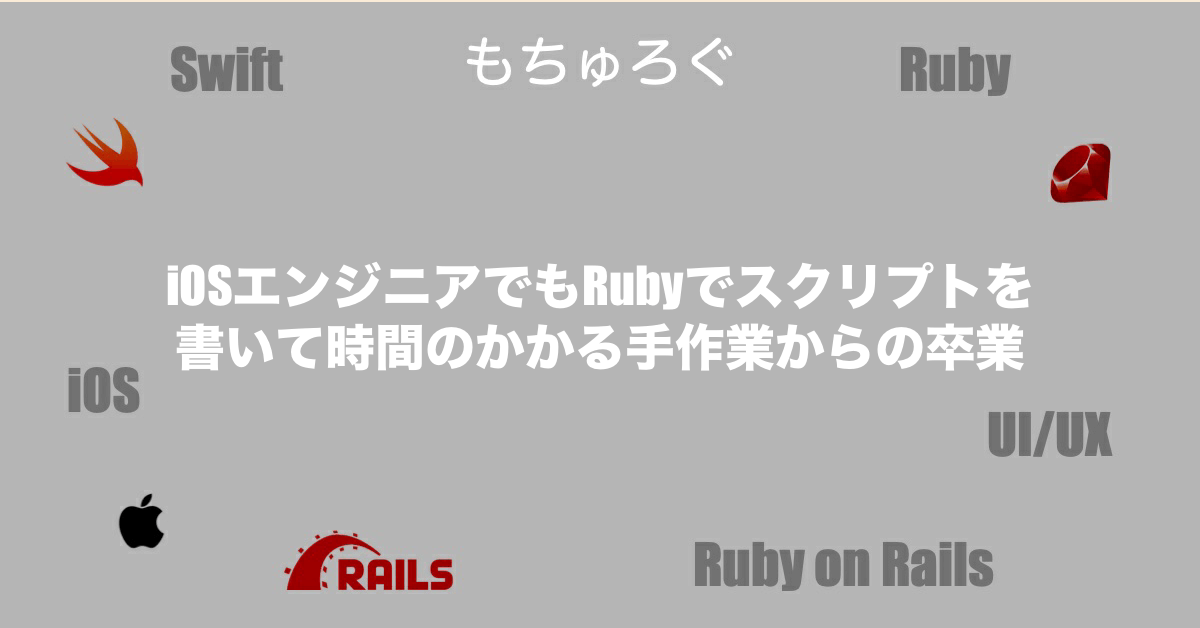 Swift
もちゅろぐ
Ruby
iOSエンジニアでもRubyでスクリプトを
書いて時間のかかる手作業からの卒業
iOS
UI/UX
RAILS
Ruby on Rails